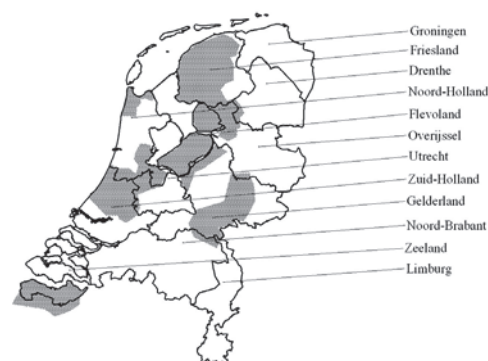 Groningen
Friesland
Drenthe
Noord-Holland
Flevoland
Overijssel
Utrecht
Zuid-Holland
Gelderland
Noord-Brabant
Zeeland
Limburg